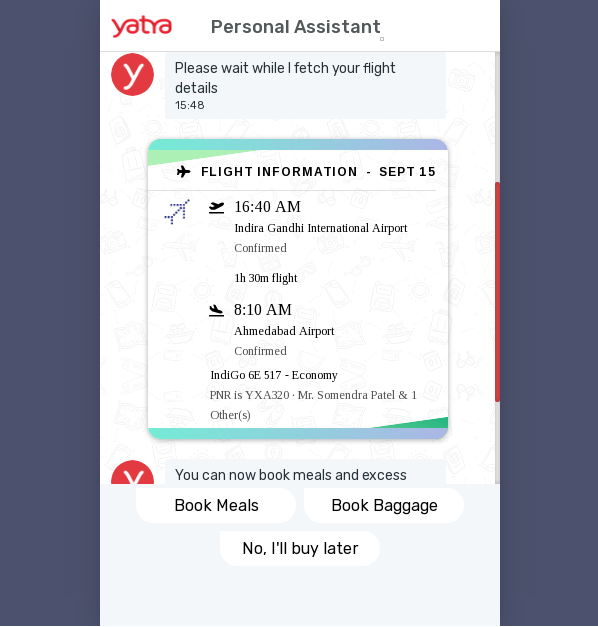 yatra
Personal Assistant
Please wait while I fetch your flight
details
15:48
FLIGHT INFORMATION - SEPT 15
16:40 AM
Indira Gandhi International Airport
Confirmed
1h 30m flight
8:10 AM
Ahmedabad Airport
Confirmed
IndiGo 6E 517 - Economy
PNR is YXA320 · Mr. Somendra Patel & 1
Other(s)
You can now book meals and excess
Book Meals
Book Baggage
No, I'll buy later